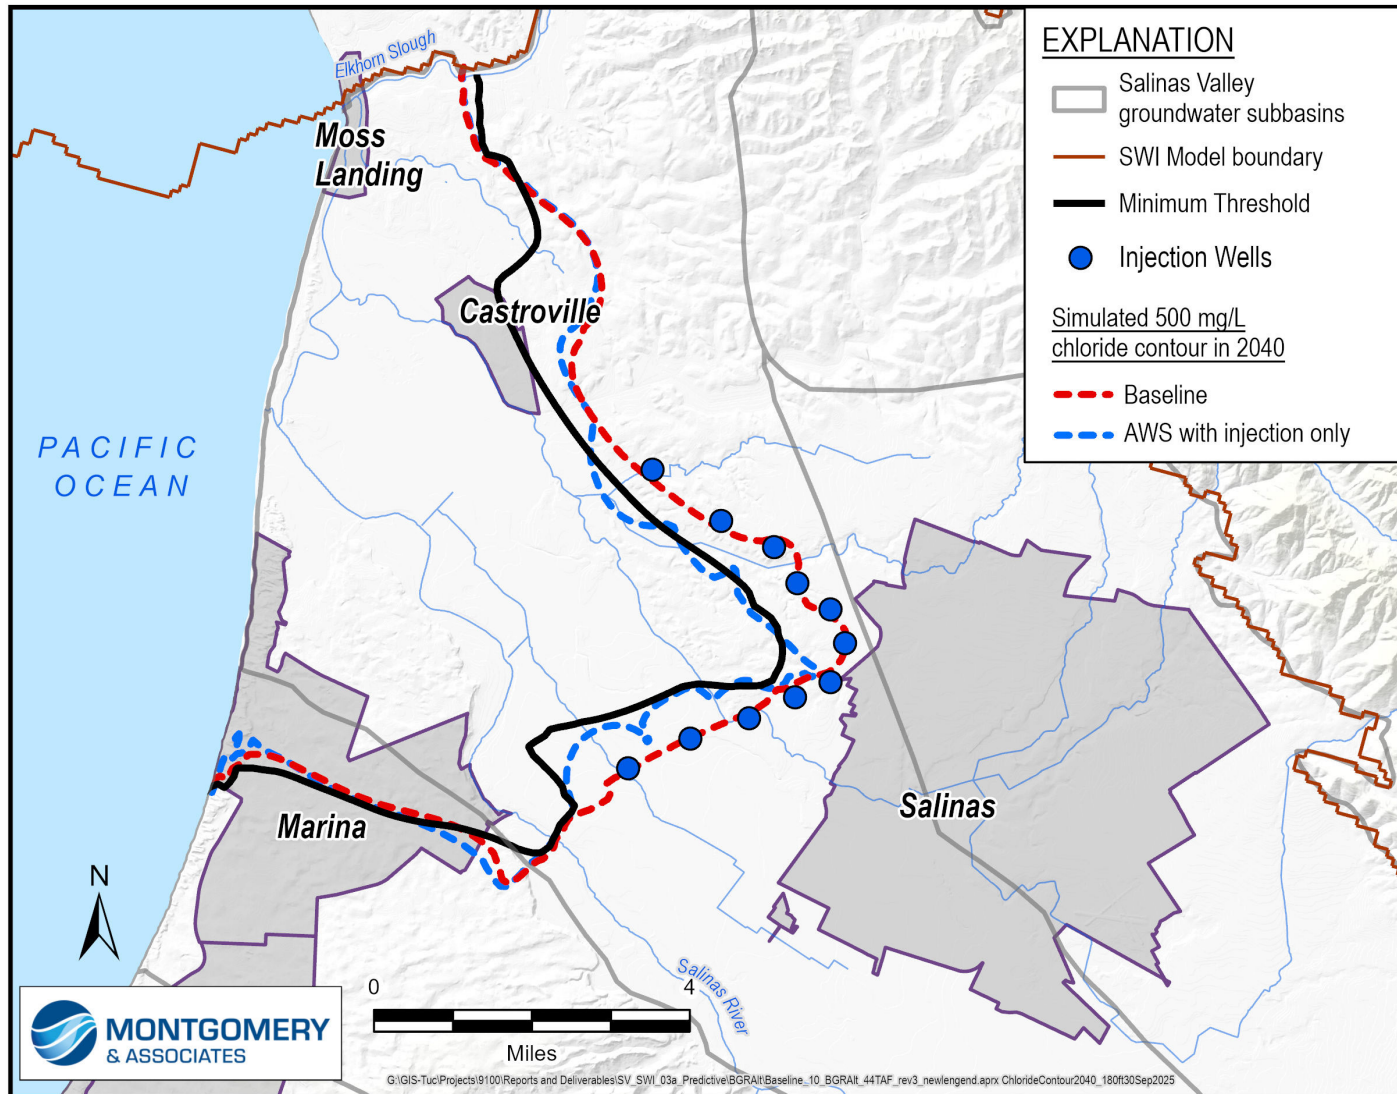 EXPLANATION
Salinas Valley
groundwater subbasins
SWI Model boundary
Minimum Threshold
Injection Wells
Simulated 500 mg/L
chloride contour in 2040
Baseline
AWS with injection only
Elkhorn Slough
Moss
Landing
Castroville
PACIFIC
OCEAN
Marina
Salinas
Salinas River
N
0
4
Miles
MONTGOMERY
& ASSOCIATES
G:\GIS-Tuc\Projects\9100\Reports and Deliverables\SV_SWI_03a_Predictive\BGRAlt\Baseline_10_BGRAlt_44TAF_rev3_newlengend.aprx ChlorideContour2040_180ft30Sep2025